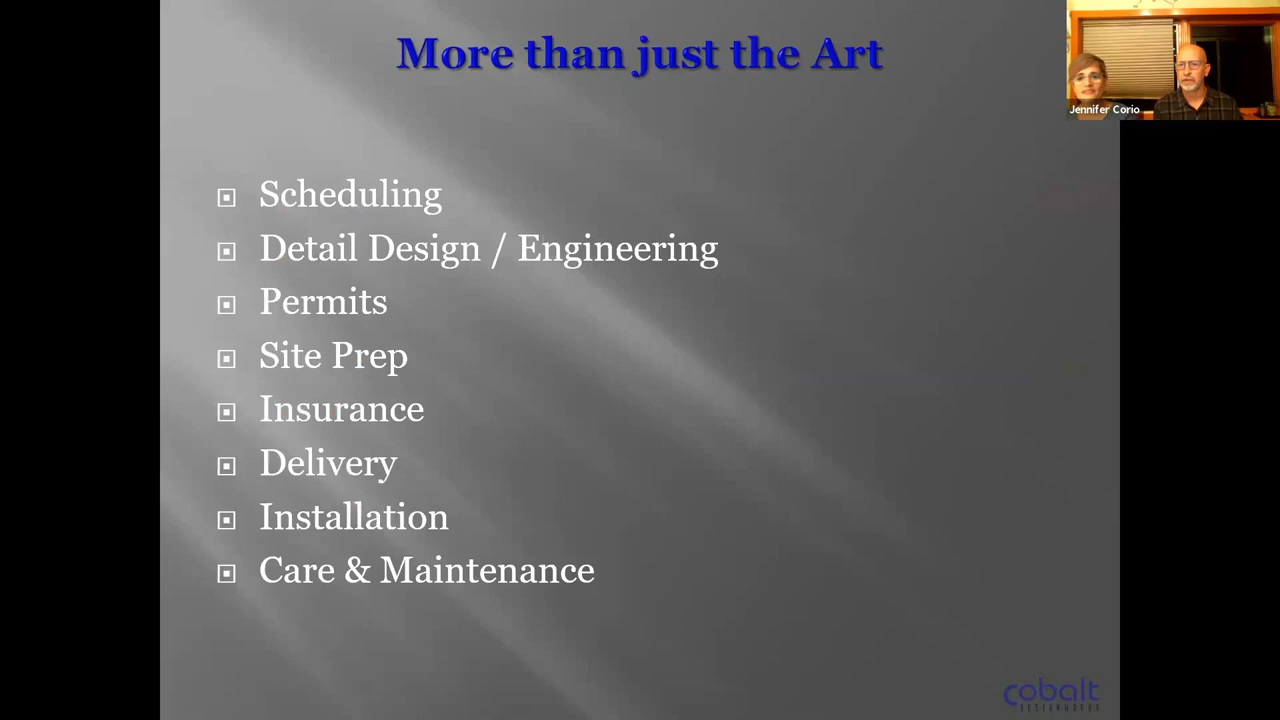 More than just the Art
Jennifer Corio
Scheduling
Detail Design / Engineering
Permits
Site Prep
Insurance
Delivery
Installation
Care & Maintenance
cobalt
DESIGNWORKS